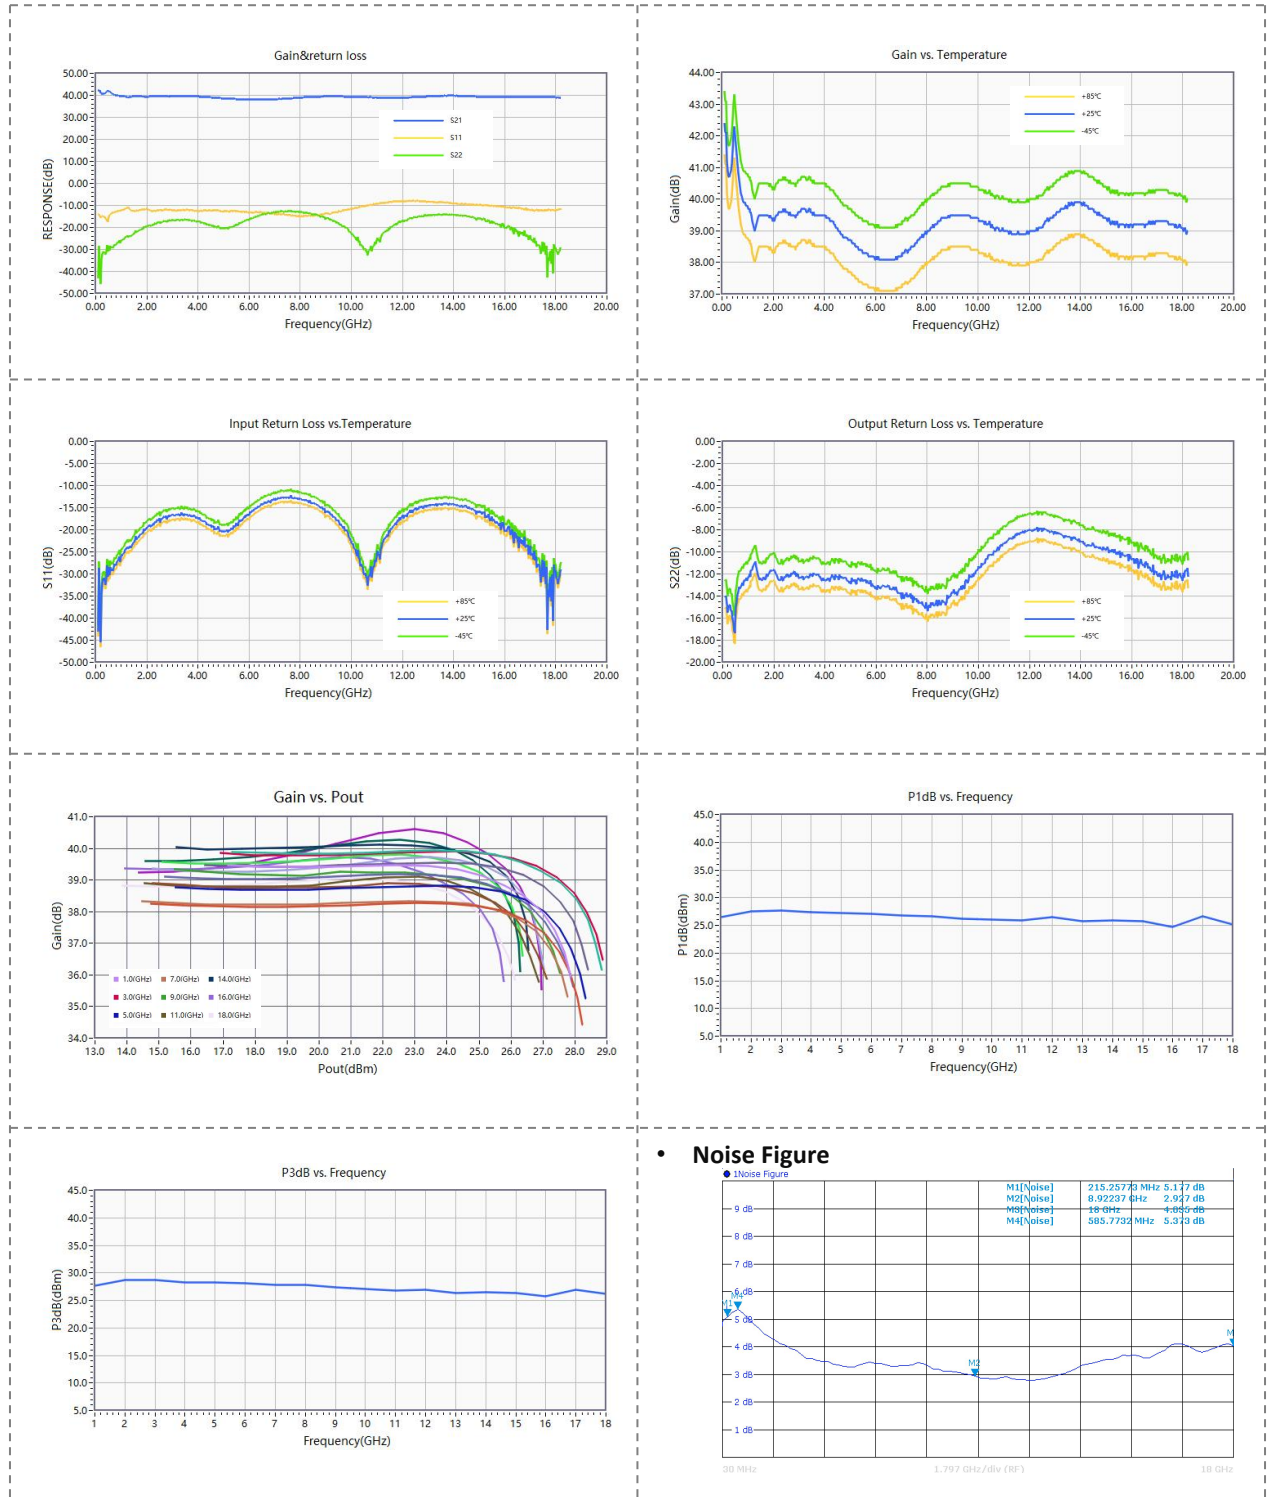 Gain&return loss
50.00
40.00
30.00
20.00
10.00
0.00
-10.00
-20.00
-30.00
-40.00
-50.00
RESPONSE(dB)
S21
S11
S22
0.00 2.00 4.00 6.00 8.00 10.00 12.00 14.00 16.00 18.00 20.00
Frequency(GHz)
Gain vs. Temperature
44.00
43.00
42.00
41.00
40.00
39.00
38.00
37.00
Gain(dB)
+85℃
+25℃
-45℃
0.00 2.00 4.00 6.00 8.00 10.00 12.00 14.00 16.00 18.00 20.00
Frequency(GHz)
Input Return Loss vs.Temperature
0.00
-5.00
-10.00
-15.00
-20.00
-25.00
-30.00
-35.00
-40.00
-45.00
-50.00
S11(dB)
+85℃
+25℃
-45℃
0.00 2.00 4.00 6.00 8.00 10.00 12.00 14.00 16.00 18.00 20.00
Frequency(GHz)
Output Return Loss vs. Temperature
0.00
-2.00
-4.00
-6.00
-8.00
-10.00
-12.00
-14.00
-16.00
-18.00
-20.00
S22(dB)
+85℃
+25℃
-45℃
0.00 2.00 4.00 6.00 8.00 10.00 12.00 14.00 16.00 18.00 20.00
Frequency(GHz)
Gain vs. Pout
41.0
40.0
39.0
38.0
37.0
36.0
35.0
34.0
Gain(dB)
1.0(GHz) 7.0(GHz) 14.0(GHz)
3.0(GHz) 9.0(GHz) 16.0(GHz)
5.0(GHz) 11.0(GHz) 18.0(GHz)
13.0 14.0 15.0 16.0 17.0 18.0 19.0 20.0 21.0 22.0 23.0 24.0 25.0 26.0 27.0 28.0 29.0
Pout(dBm)
P1dB vs. Frequency
45.0
40.0
35.0
30.0
25.0
20.0
15.0
10.0
5.0
P1dB(dBm)
1 2 3 4 5 6 7 8 9 10 11 12 13 14 15 16 17 18
Frequency(GHz)
P3dB vs. Frequency
45.0
40.0
35.0
30.0
25.0
20.0
15.0
10.0
5.0
P3dB(dBm)
1 2 3 4 5 6 7 8 9 10 11 12 13 14 15 16 17 18
Frequency(GHz)
• Noise Figure
1Noise Figure
M1[Noise] 215.25773 MHz 5.177 dB
M2[Noise] 8.92237 GHz 2.927 dB
M3[Noise] 18 GHz
M4[Noise] 585.7732 MHz 5.373 dB
9 dB
8 dB
7 dB
6 dB
5 dB
4 dB
3 dB
2 dB
1 dB
M1
M4
M2
M
30 MHz 1.797 GHz/div (RF) 18 GHz